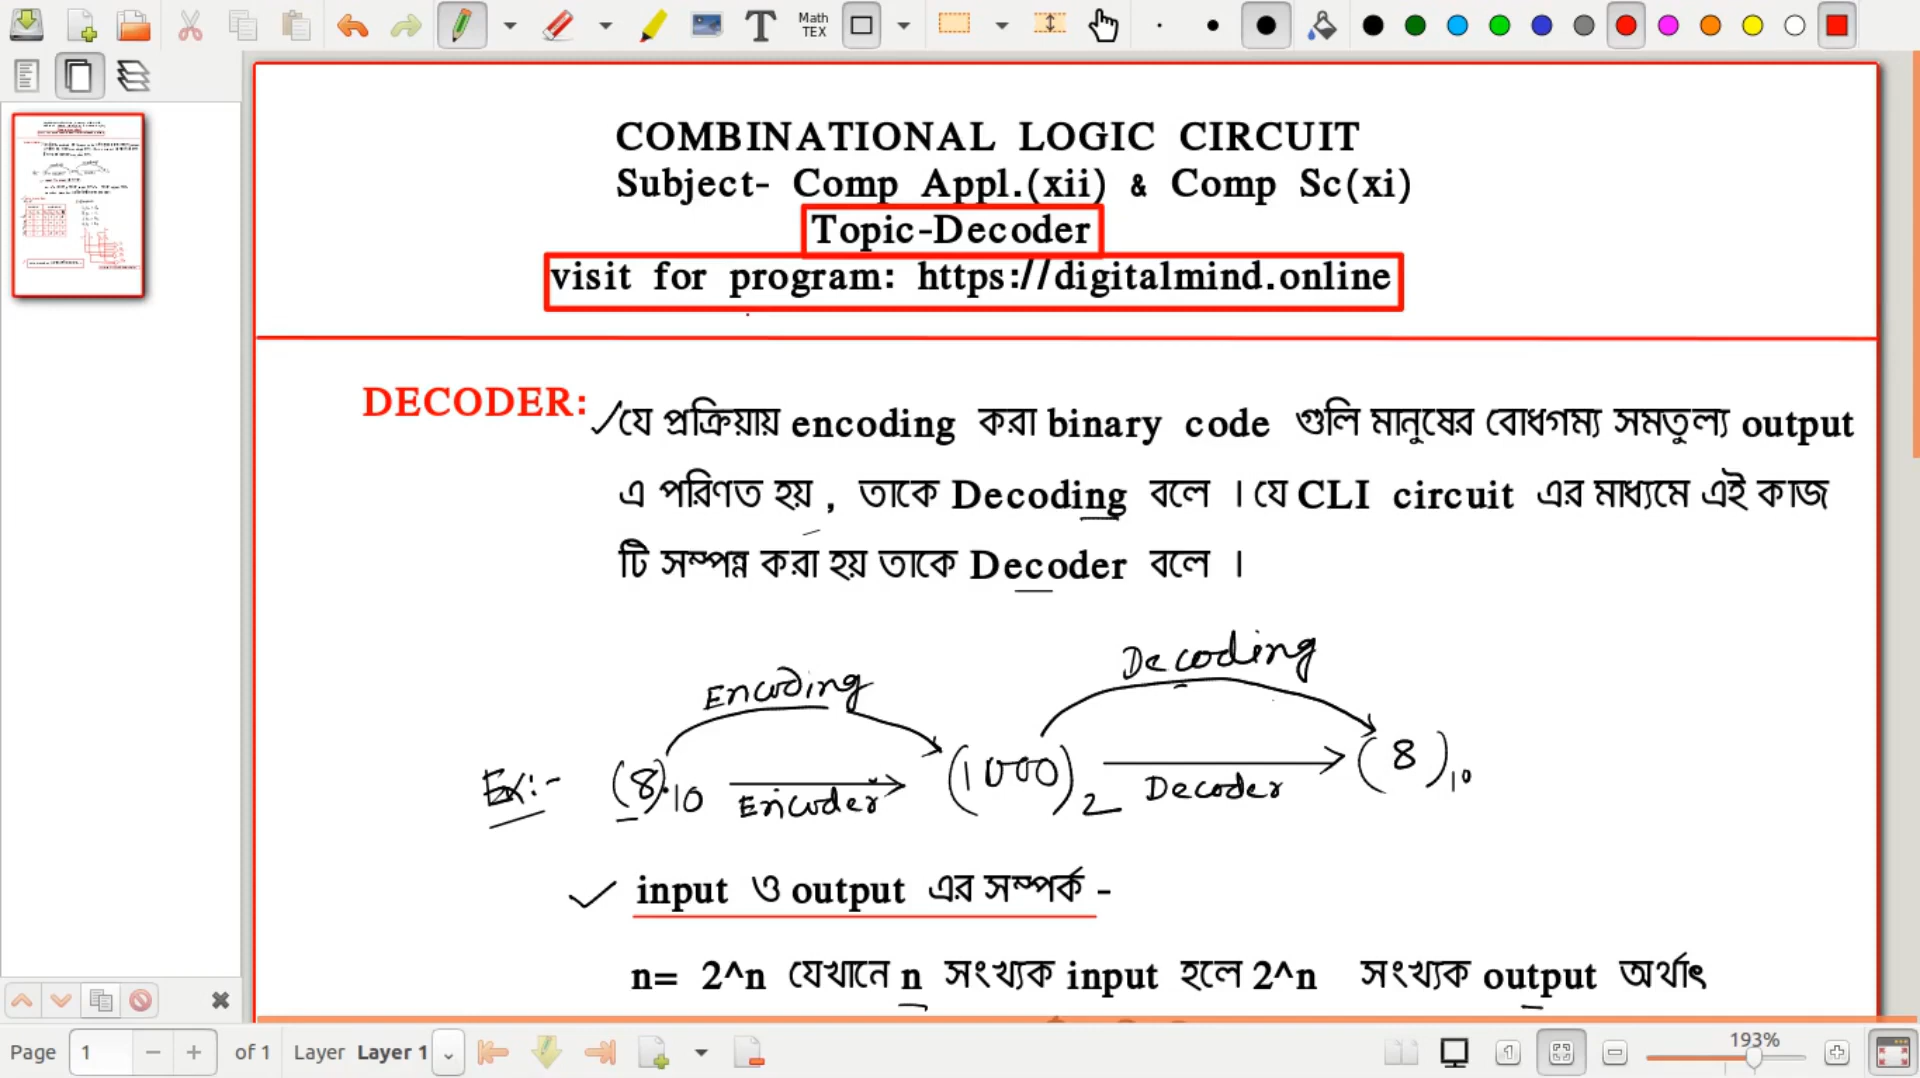 Math
TEX
COMBINATIONAL LOGIC CIRCUIT
Subject- Comp Appl.(xii) & Comp Sc(xi)
Topic-Decoder
visit for program: https://digitalmind.online
DECODER: যে প্রক্রিয়ায় encoding করা binary code গুলি মানুষের বোধগম্য সমতুল্য output
এ পরিণত হয় , তাকে Decoding বলে । যে CLI circuit এর মাধ্যমে এই কাজ
টি সম্পন্ন করা হয় তাকে Decoder বলে ।
Encoding Decoding
Ex:- (8)10 Encoder (1000)2 Decoder (8)10
input ও output এর সম্পর্ক -
n= 2^n যেখানে n সংখ্যক input হলে 2^n সংখ্যক output অর্থাৎ
Page 1 of 1 Layer Layer 1 193%